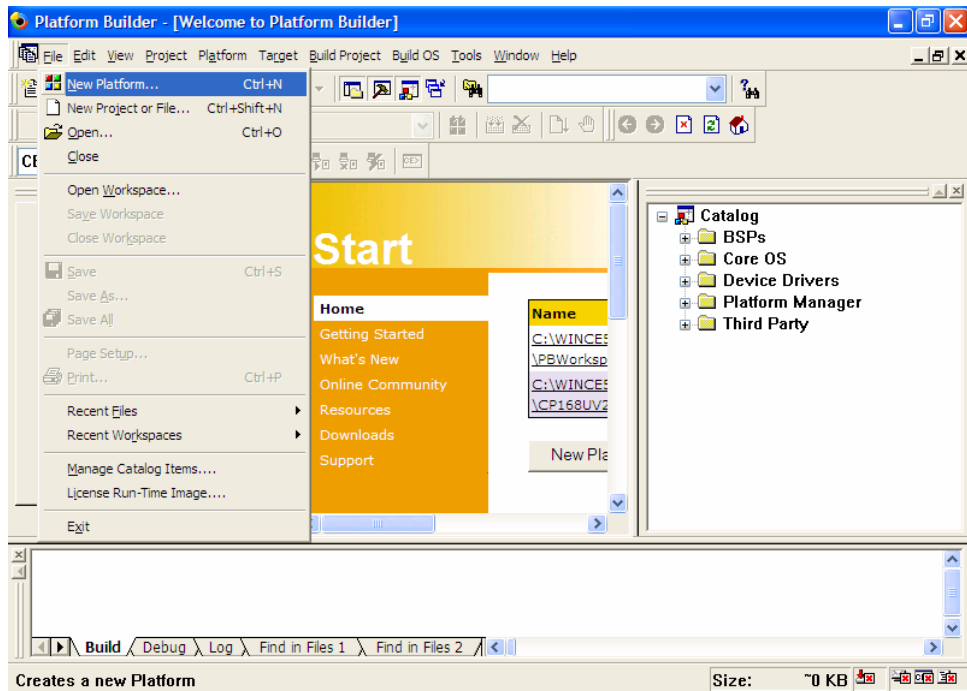 Platform Builder - [Welcome to Platform Builder]
File Edit View Project Platform Target Build Project Build OS Tools Window Help
New Platform... Ctrl+N
New Project or File... Ctrl+Shift+N
Open... Ctrl+O
Close
Open Workspace...
Save Workspace
Close Workspace
Save Ctrl+S
Save As...
Save All
Page Setup...
Print... Ctrl+P
Recent Files
Recent Workspaces
Manage Catalog Items....
License Run-Time Image....
Exit
Start
Home
Getting Started
What's New
Online Community
Resources
Downloads
Support
Name
C:\WINCE5
\PBWorksp
C:\WINCE5
\CP168UV2
New Pla
Catalog
BSPs
Core OS
Device Drivers
Platform Manager
Third Party
Build Debug Log Find in Files 1 Find in Files 2
Creates a new Platform
Size: ~0 KB